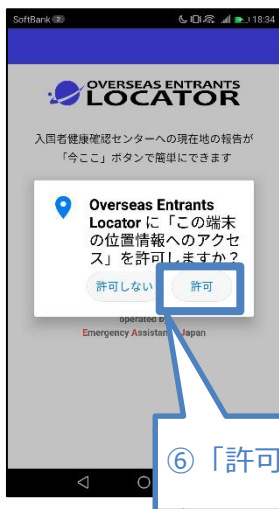 SoftBank 18:34
OVERSEAS ENTRANTS
LOCATOR
入国者健康確認センターへの現在地の報告が
「今ここ」ボタンで簡単にできます
Overseas Entrants
Locator に「この端末
の位置情報へのアクセ
ス」を許可しますか？
許可しない 許可
operated b
Emergency Assistan Japan
⑥「許可